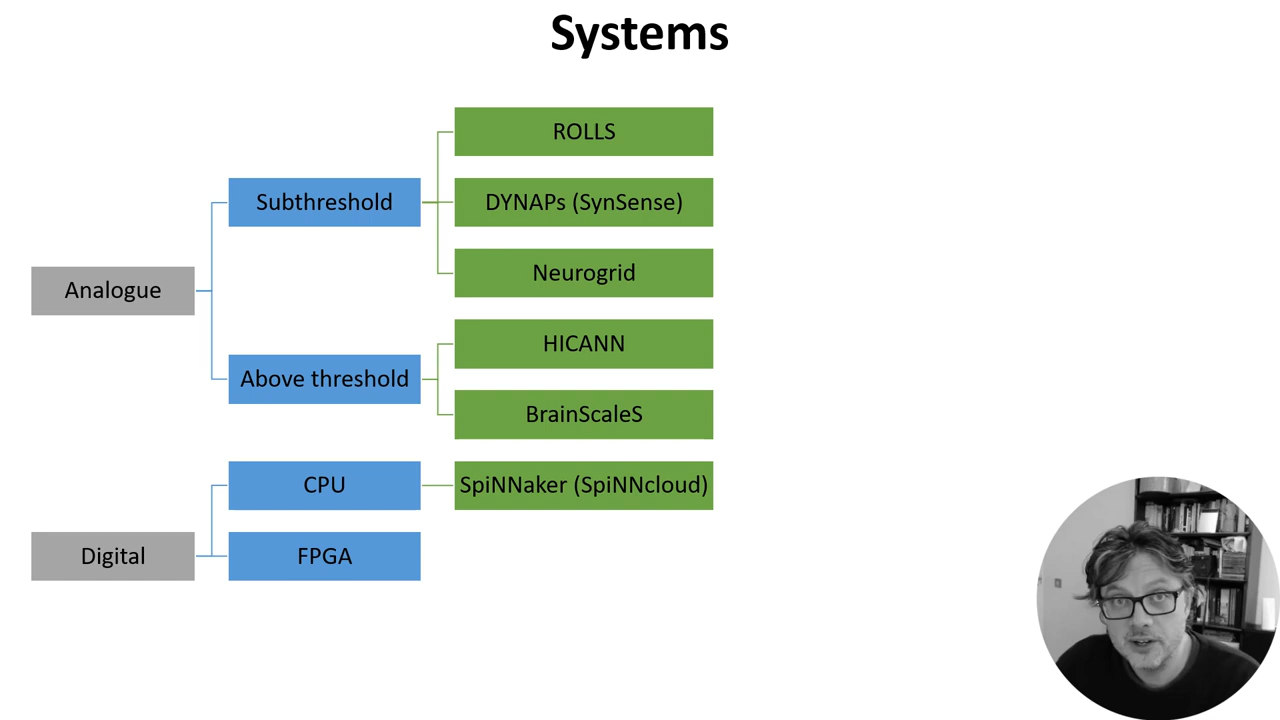 Systems
ROLLS
Subthreshold
DYNAPs (SynSense)
Neurogrid
Analogue
HICANN
Above threshold
BrainScaleS
CPU
SpiNNaker (SpiNNcloud)
Digital
FPGA